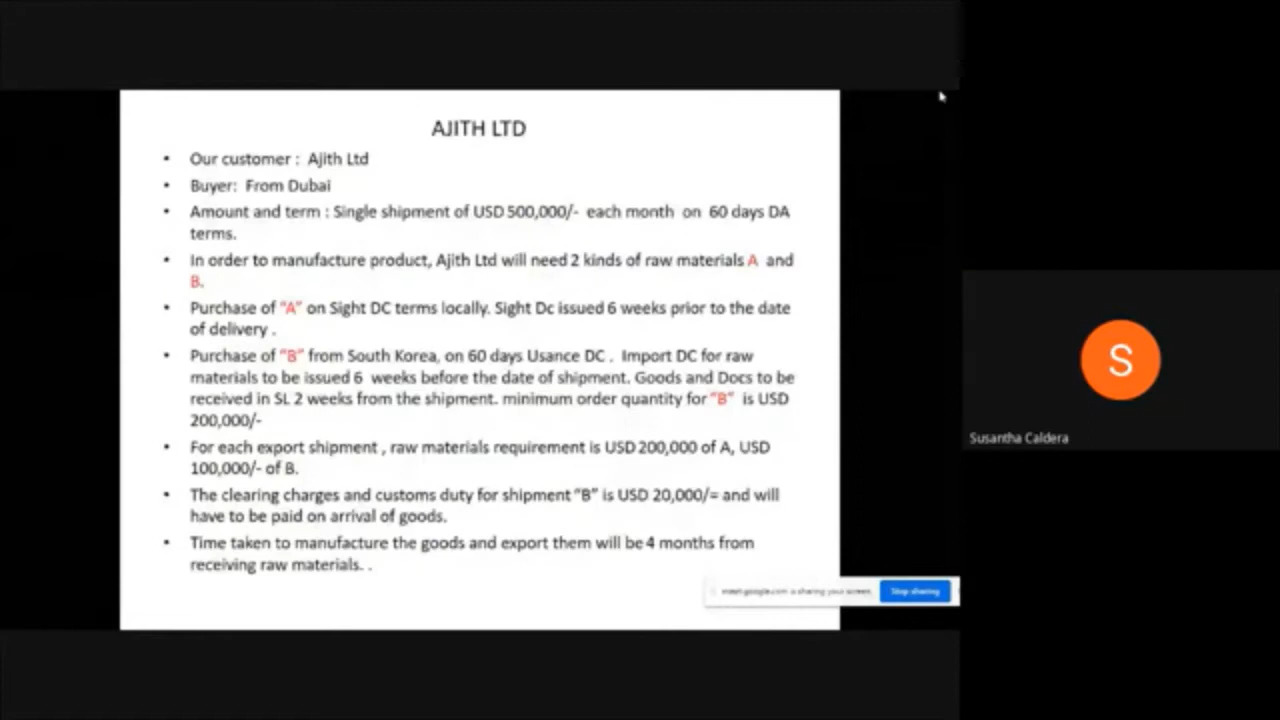 AJITH LTD
• Our customer : Ajith Ltd
• Buyer: From Dubai
• Amount and term : Single shipment of USD 500,000/- each month on 60 days DA
terms.
• In order to manufacture product, Ajith Ltd will need 2 kinds of raw materials A and
B.
• Purchase of "A" on Sight DC terms locally. Sight Dc issued 6 weeks prior to the date
of delivery .
• Purchase of "B" from South Korea, on 60 days Usance DC . Import DC for raw
materials to be issued 6 weeks before the date of shipment. Goods and Docs to be
received in SL 2 weeks from the shipment. minimum order quantity for "B" is USD
200,000/-
• For each export shipment , raw materials requirement is USD 200,000 of A, USD
100,000/- of B.
• The clearing charges and customs duty for shipment "B" is USD 20,000/= and will
have to be paid on arrival of goods.
• Time taken to manufacture the goods and export them will be 4 months from
receiving raw materials. .
meet.google.com is sharing your screen.
Stop sharing
S
Susantha Caldera